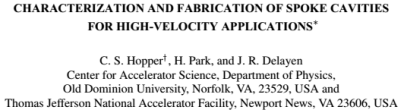 CHARACTERIZATION AND FABRICATION OF SPOKE CAVITIES
FOR HIGH-VELOCITY APPLICATIONS*
C. S. Hopper†, H. Park, and J. R. Delayen
Center for Accelerator Science, Department of Physics,
Old Dominion University, Norfolk, VA, 23529, USA and
Thomas Jefferson National Accelerator Facility, Newport News, VA 23606, USA